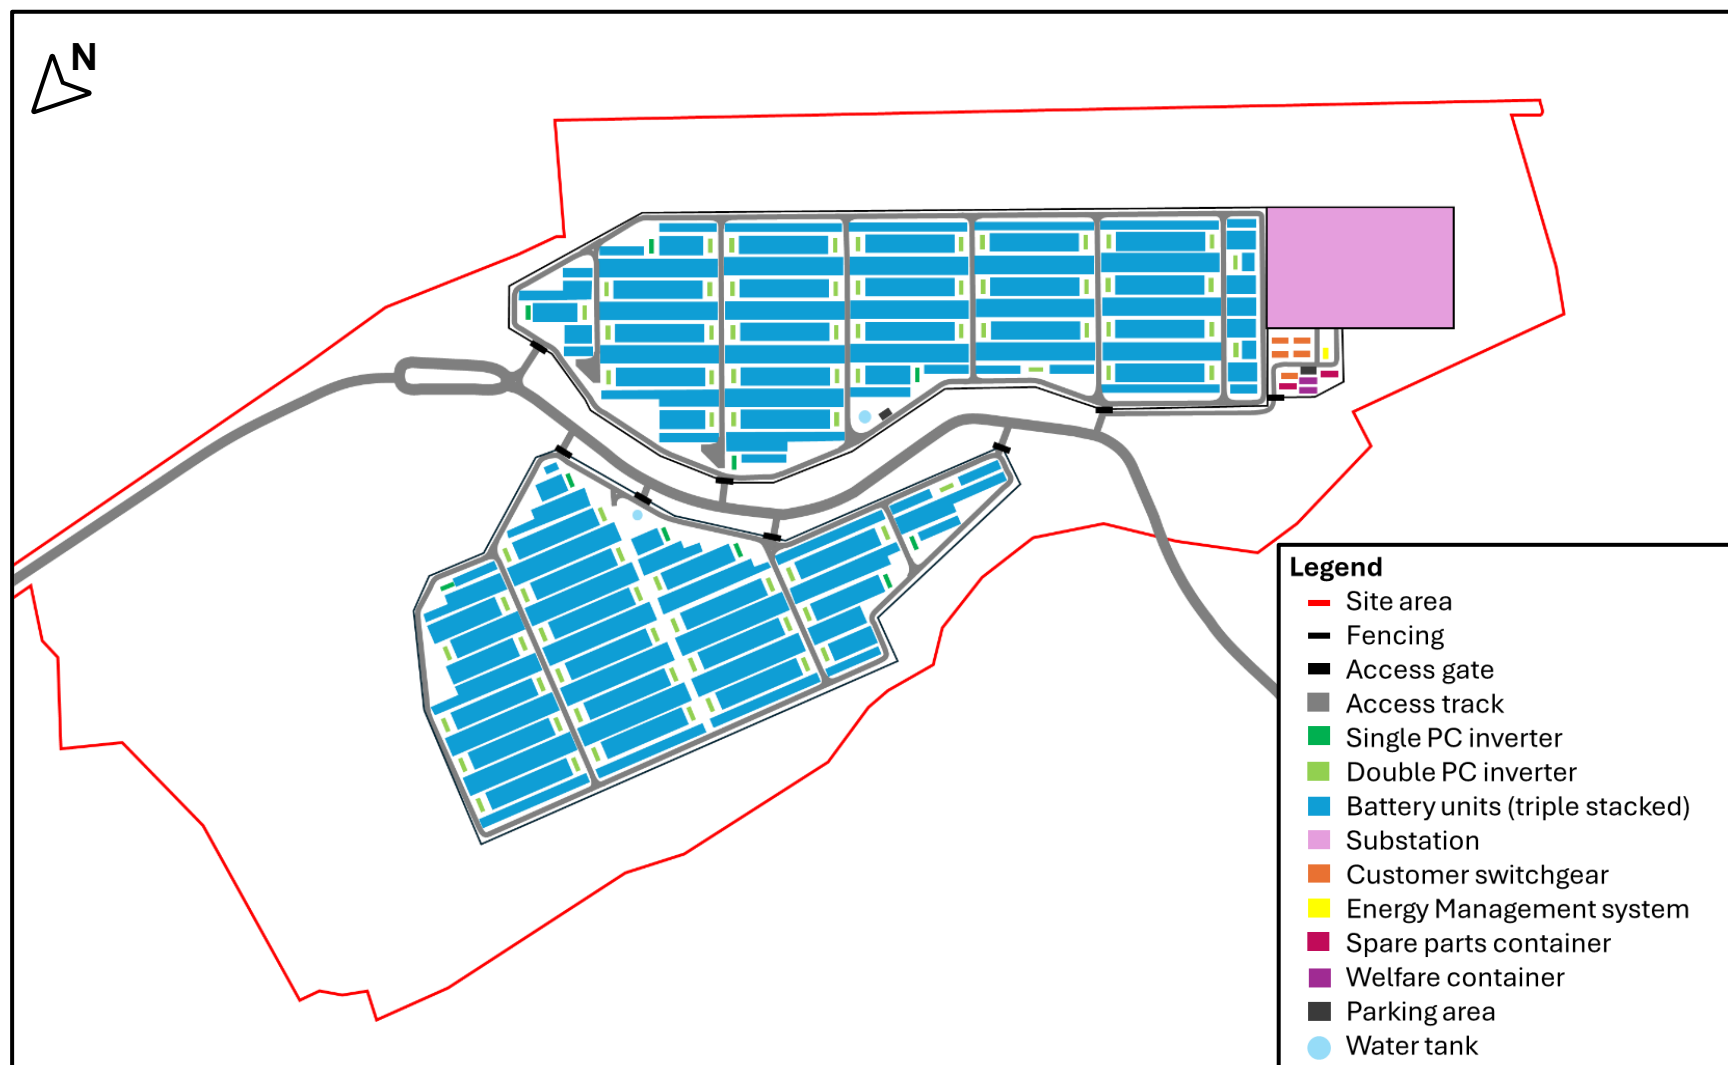 N
Legend
Site area
Fencing
Access gate
Access track
Single PC inverter
Double PC inverter
Battery units (triple stacked)
Substation
Customer switchgear
Energy Management system
Spare parts container
Welfare container
Parking area
Water tank